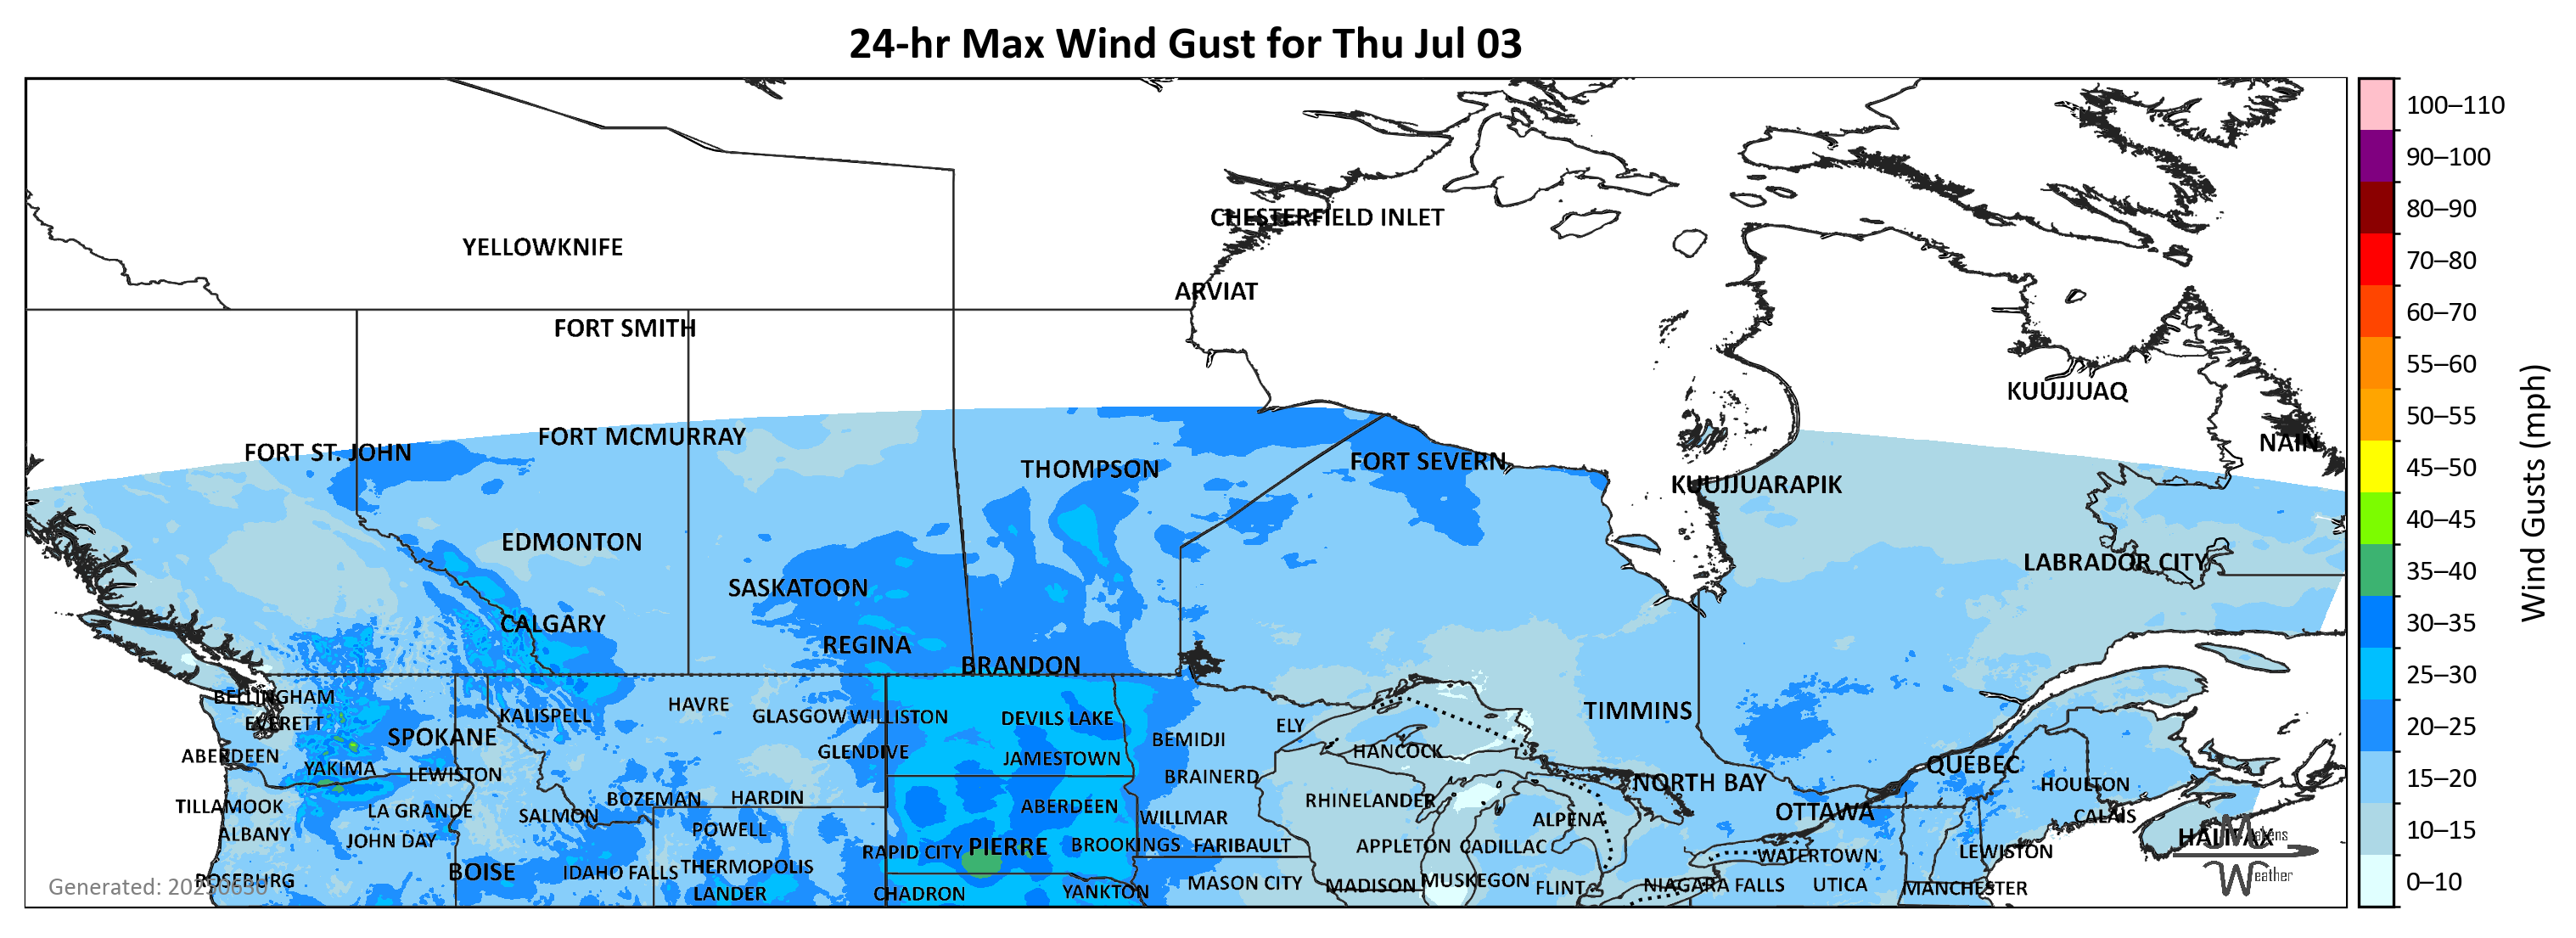 24-hr Max Wind Gust for Thu Jul 03
100–110
90–100
80–90
CHESTERFIELD INLET
YELLOWKNIFE
70–80
ARVIAT
60–70
FORT SMITH
55–60
KUUJJUAQ
50–55
FORT MCMURRAY
NAIN
FORT ST. JOHN
FORT SEVERN
THOMPSON
45–50
KUUJJUARAPIK
40–45
Wind Gusts (mph)
EDMONTON
LABRADOR CITY
35–40
SASKATOON
CALGARY
30–35
REGINA
BRANDON
25–30
BELLINGHAM
HAVRE
TIMMINS
KALISPELL
GLASGOW
WILLISTON
DEVILS LAKE
EVERETT
ELY
20–25
SPOKANE
BEMIDJI
HANCOCK
GLENDIVE
ABERDEEN
JAMESTOWN
QUEBEC
YAKIMA
LEWISTON
BRAINERD
15–20
NORTH BAY
HOULTON
BOZEMAN
HARDIN
RHINELANDER
TILLAMOOK
ABERDEEN
LA GRANDE
OTTAWA
SALMON
WILLMAR
ALPENA
CALAIS
POWELL
10–15
ALBANY
HALIFAX
Makens
Weather
JOHN DAY
PIERRE
BROOKINGS
FARIBAULT
APPLETON
CADILLAC
RAPID CITY
LEWISTON
WATERTOWN
THERMOPOLIS
BOISE
IDAHO FALLS
ROSEBURG
MUSKEGON
0–10
MASON CITY
MADISON
NIAGARA FALLS
UTICA
Generated: 20250630
FLINT
MANCHESTER
YANKTON
LANDER
CHADRON